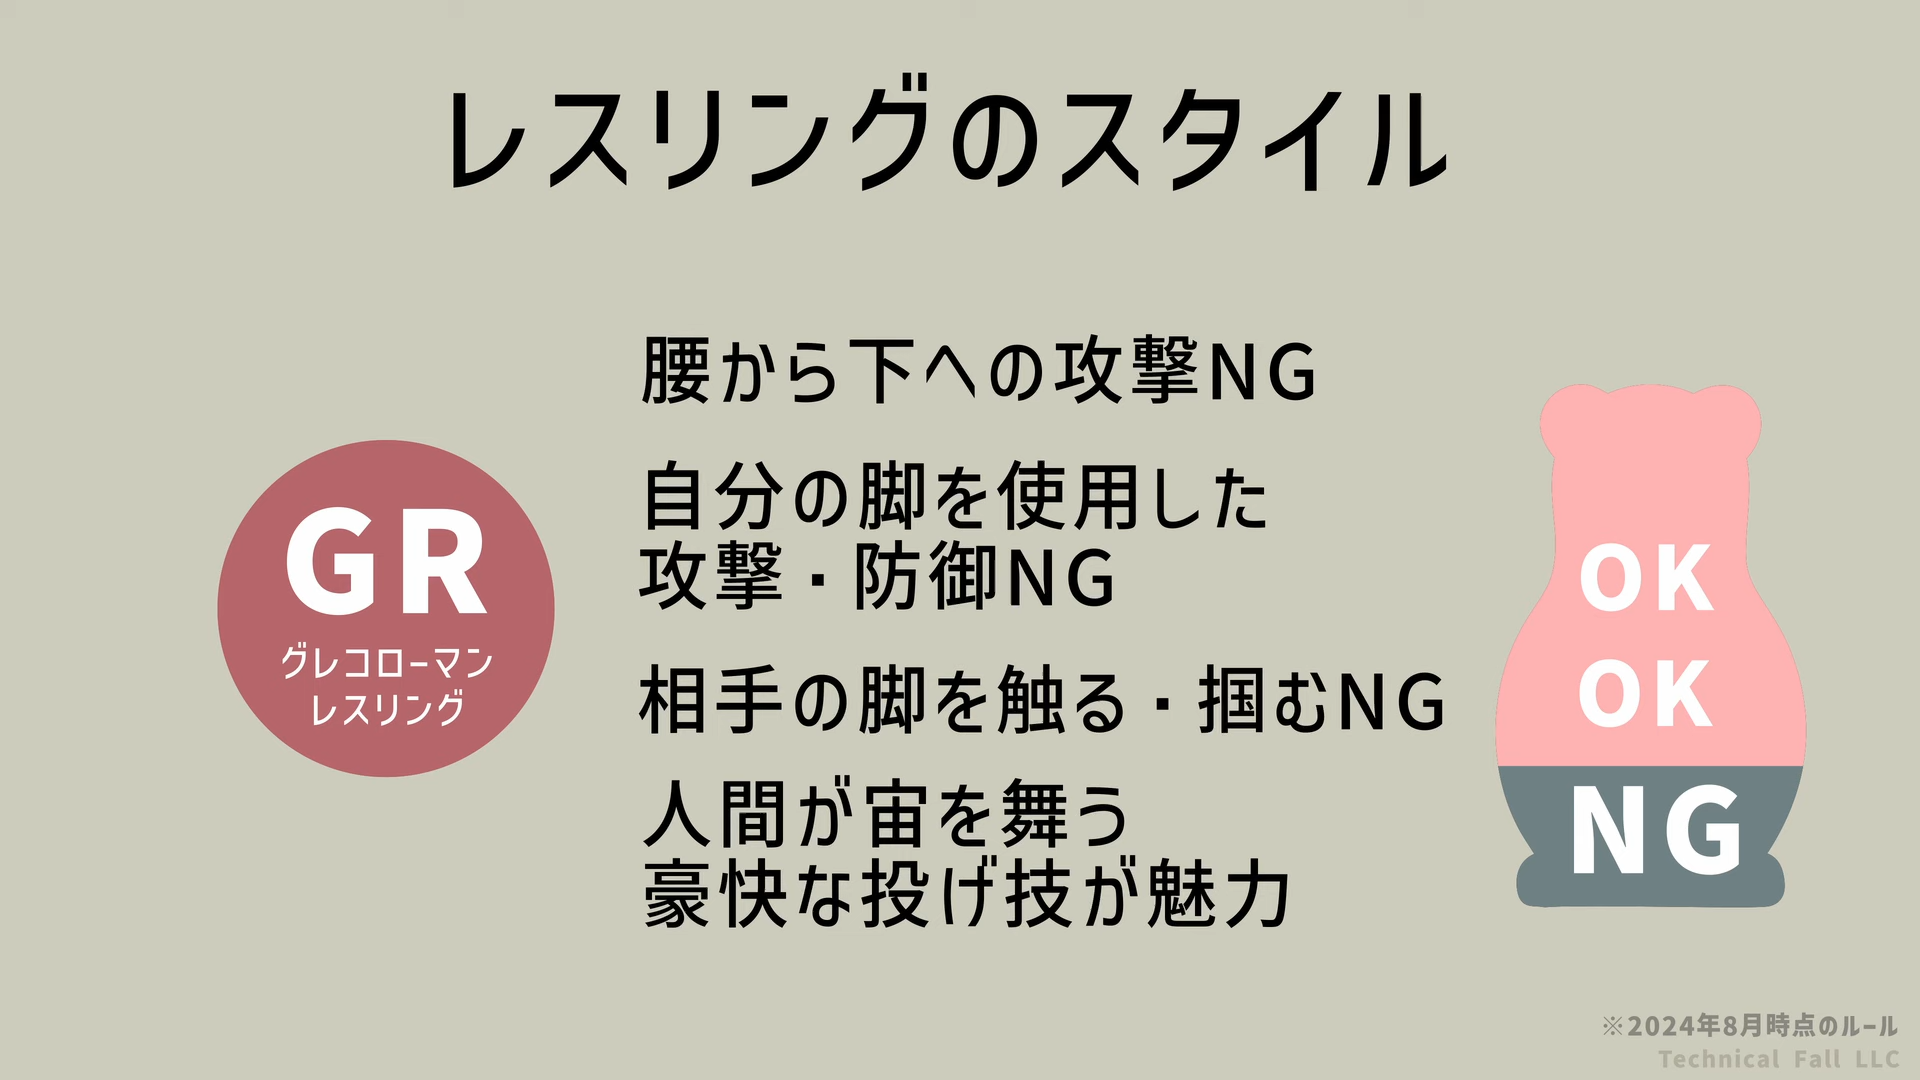 レスリングのスタイル
GR
グレコローマン
レスリング
腰から下への攻撃NG
自分の脚を使用した
攻撃・防御NG
相手の脚を触る・掴むNG
人間が宙を舞う
豪快な投げ技が魅力
OK
OK
NG
※2024年8月時点のルール
Technical Fall LLC